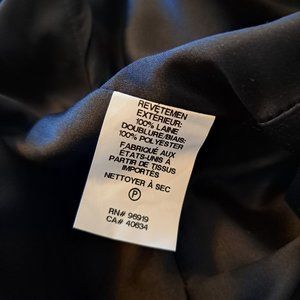 REVÊTEMEN
EXTÉRIEUR:
100% LAINE
DOUBLURE/BIAIS:
100% POLYESTER
FABRIQUÉ AUX
ÉTATS-UNIS À
PARTIR DE TISSUS
IMPORTÉS
NETTOYER À SEC
P
RN# 96919
CA# 40634